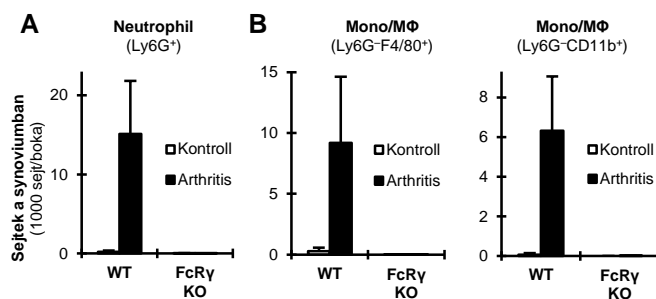 A
Neutrophil
(Ly6G⁺)
Sejtek a synoviumban
(1000 sejt/boka)
20
10
0
Kontroll
Arthritis
WT
FcRγ
KO
B
Mono/MΦ
(Ly6G⁻F4/80⁺)
15
10
5
0
Kontroll
Arthritis
WT
FcRγ
KO
Mono/MΦ
(Ly6G⁻CD11b⁺)
8
6
4
2
0
Kontroll
Arthritis
WT
FcRγ
KO